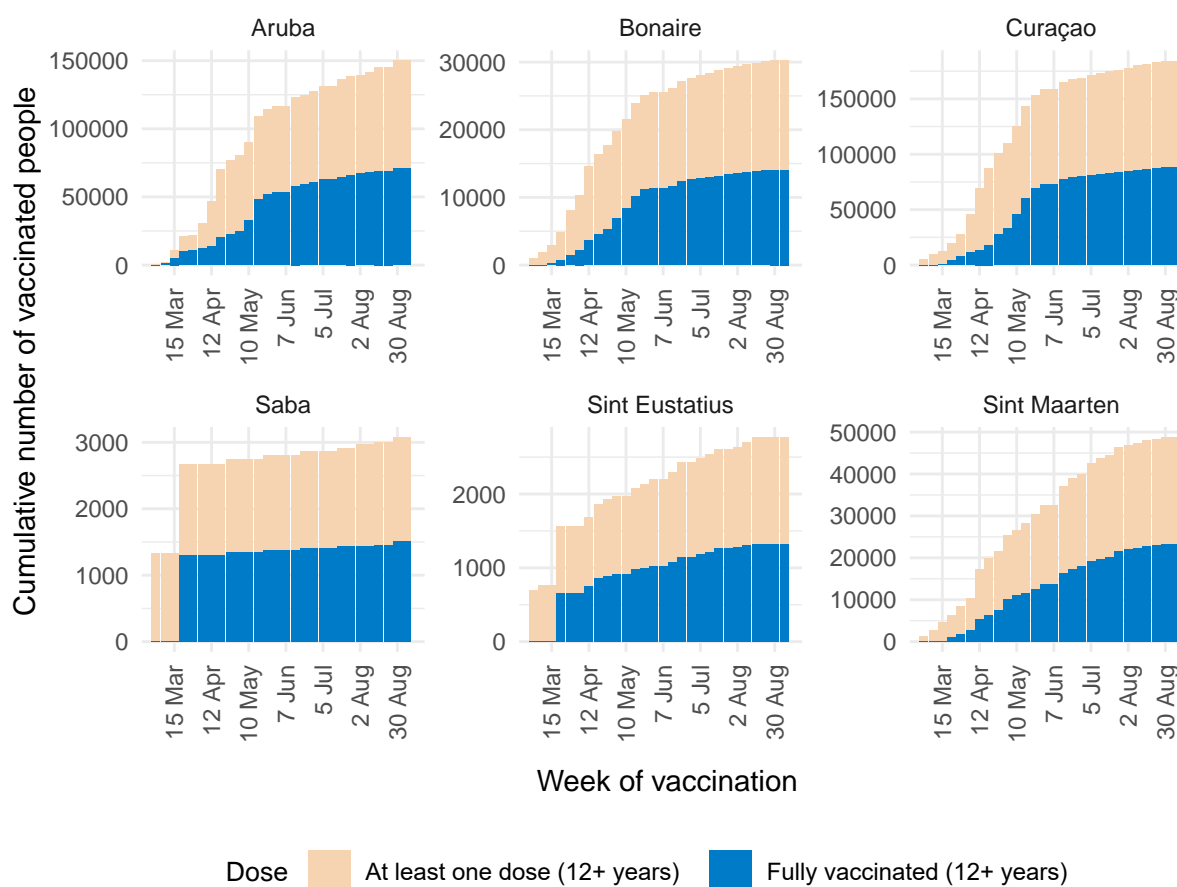 Aruba
Bonaire
Curaçao
150000
100000
50000
0
30000
20000
10000
0
150000
100000
50000
0
15 Mar
12 Apr
10 May
7 Jun
5 Jul
2 Aug
30 Aug
15 Mar
12 Apr
10 May
7 Jun
5 Jul
2 Aug
30 Aug
15 Mar
12 Apr
10 May
7 Jun
5 Jul
2 Aug
30 Aug
Cumulative number of vaccinated people
Saba
Sint Eustatius
Sint Maarten
3000
2000
1000
0
2000
1000
0
50000
40000
30000
20000
10000
0
15 Mar
12 Apr
10 May
7 Jun
5 Jul
2 Aug
30 Aug
15 Mar
12 Apr
10 May
7 Jun
5 Jul
2 Aug
30 Aug
15 Mar
12 Apr
10 May
7 Jun
5 Jul
2 Aug
30 Aug
Week of vaccination
Dose At least one dose (12+ years) Fully vaccinated (12+ years)